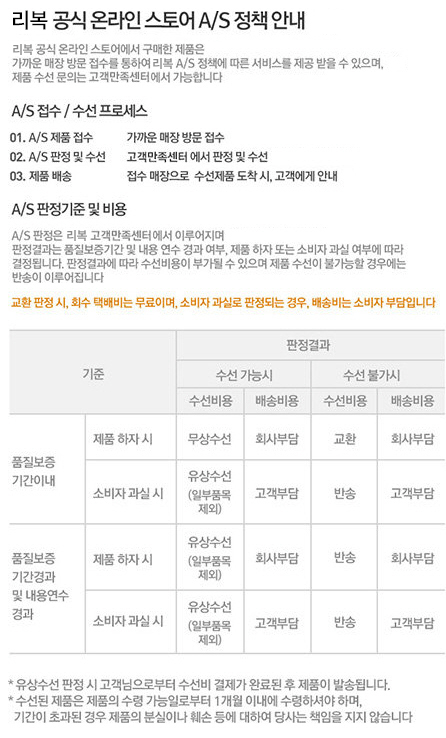 리복 공식 온라인 스토어 A/S 정책 안내
리복 공식 온라인 스토어에서 구매한 제품은
가까운 매장 방문 접수를 통하여 리복 A/S 정책에 따른 서비스를 제공 받을 수 있으며,
제품 수선 문의는 고객만족센터에서 가능합니다
A/S 접수 / 수선 프로세스
01. A/S 제품 접수 가까운 매장 방문 접수
02. A/S 판정 및 수선 고객만족센터 에서 판정 및 수선
03. 제품 배송 접수 매장으로 수선제품 도착 시, 고객에게 안내
A/S 판정기준 및 비용
A/S 판정은 리복 고객만족센터에서 이루어지며
판정결과는 품질보증기간 및 내용 연수 경과 여부, 제품 하자 또는 소비자 과실 여부에 따라
결정됩니다. 판정결과에 따라 수선비용이 부가될 수 있으며 제품 수선이 불가능할 경우에는
반송이 이루어집니다
교환 판정 시, 회수 택배비는 무료이며, 소비자 과실로 판정되는 경우, 배송비는 소비자 부담입니다
기준 판정결과
수선 가능시 수선 불가시
수선비용 배송비용 수선비용 배송비용
품질보증
기간이내
제품 하자 시 무상수선 회사부담 교환 회사부담
소비자 과실 시 유상수선
(일부품목
제외)
고객부담 반송 고객부담
품질보증
기간경과
및 내용연수
경과
제품 하자 시 유상수선
(일부품목
제외)
회사부담 반송 회사부담
소비자 과실 시 유상수선
(일부품목
제외)
고객부담 반송 고객부담
* 유상수선 판정 시 고객님으로부터 수선비 결제가 완료된 후 제품이 발송됩니다.
* 수선된 제품은 제품의 수령 가능일로부터 1개월 이내에 수령하셔야 하며,
기간이 초과된 경우 제품의 분실이나 훼손 등에 대하여 당사는 책임을 지지 않습니다